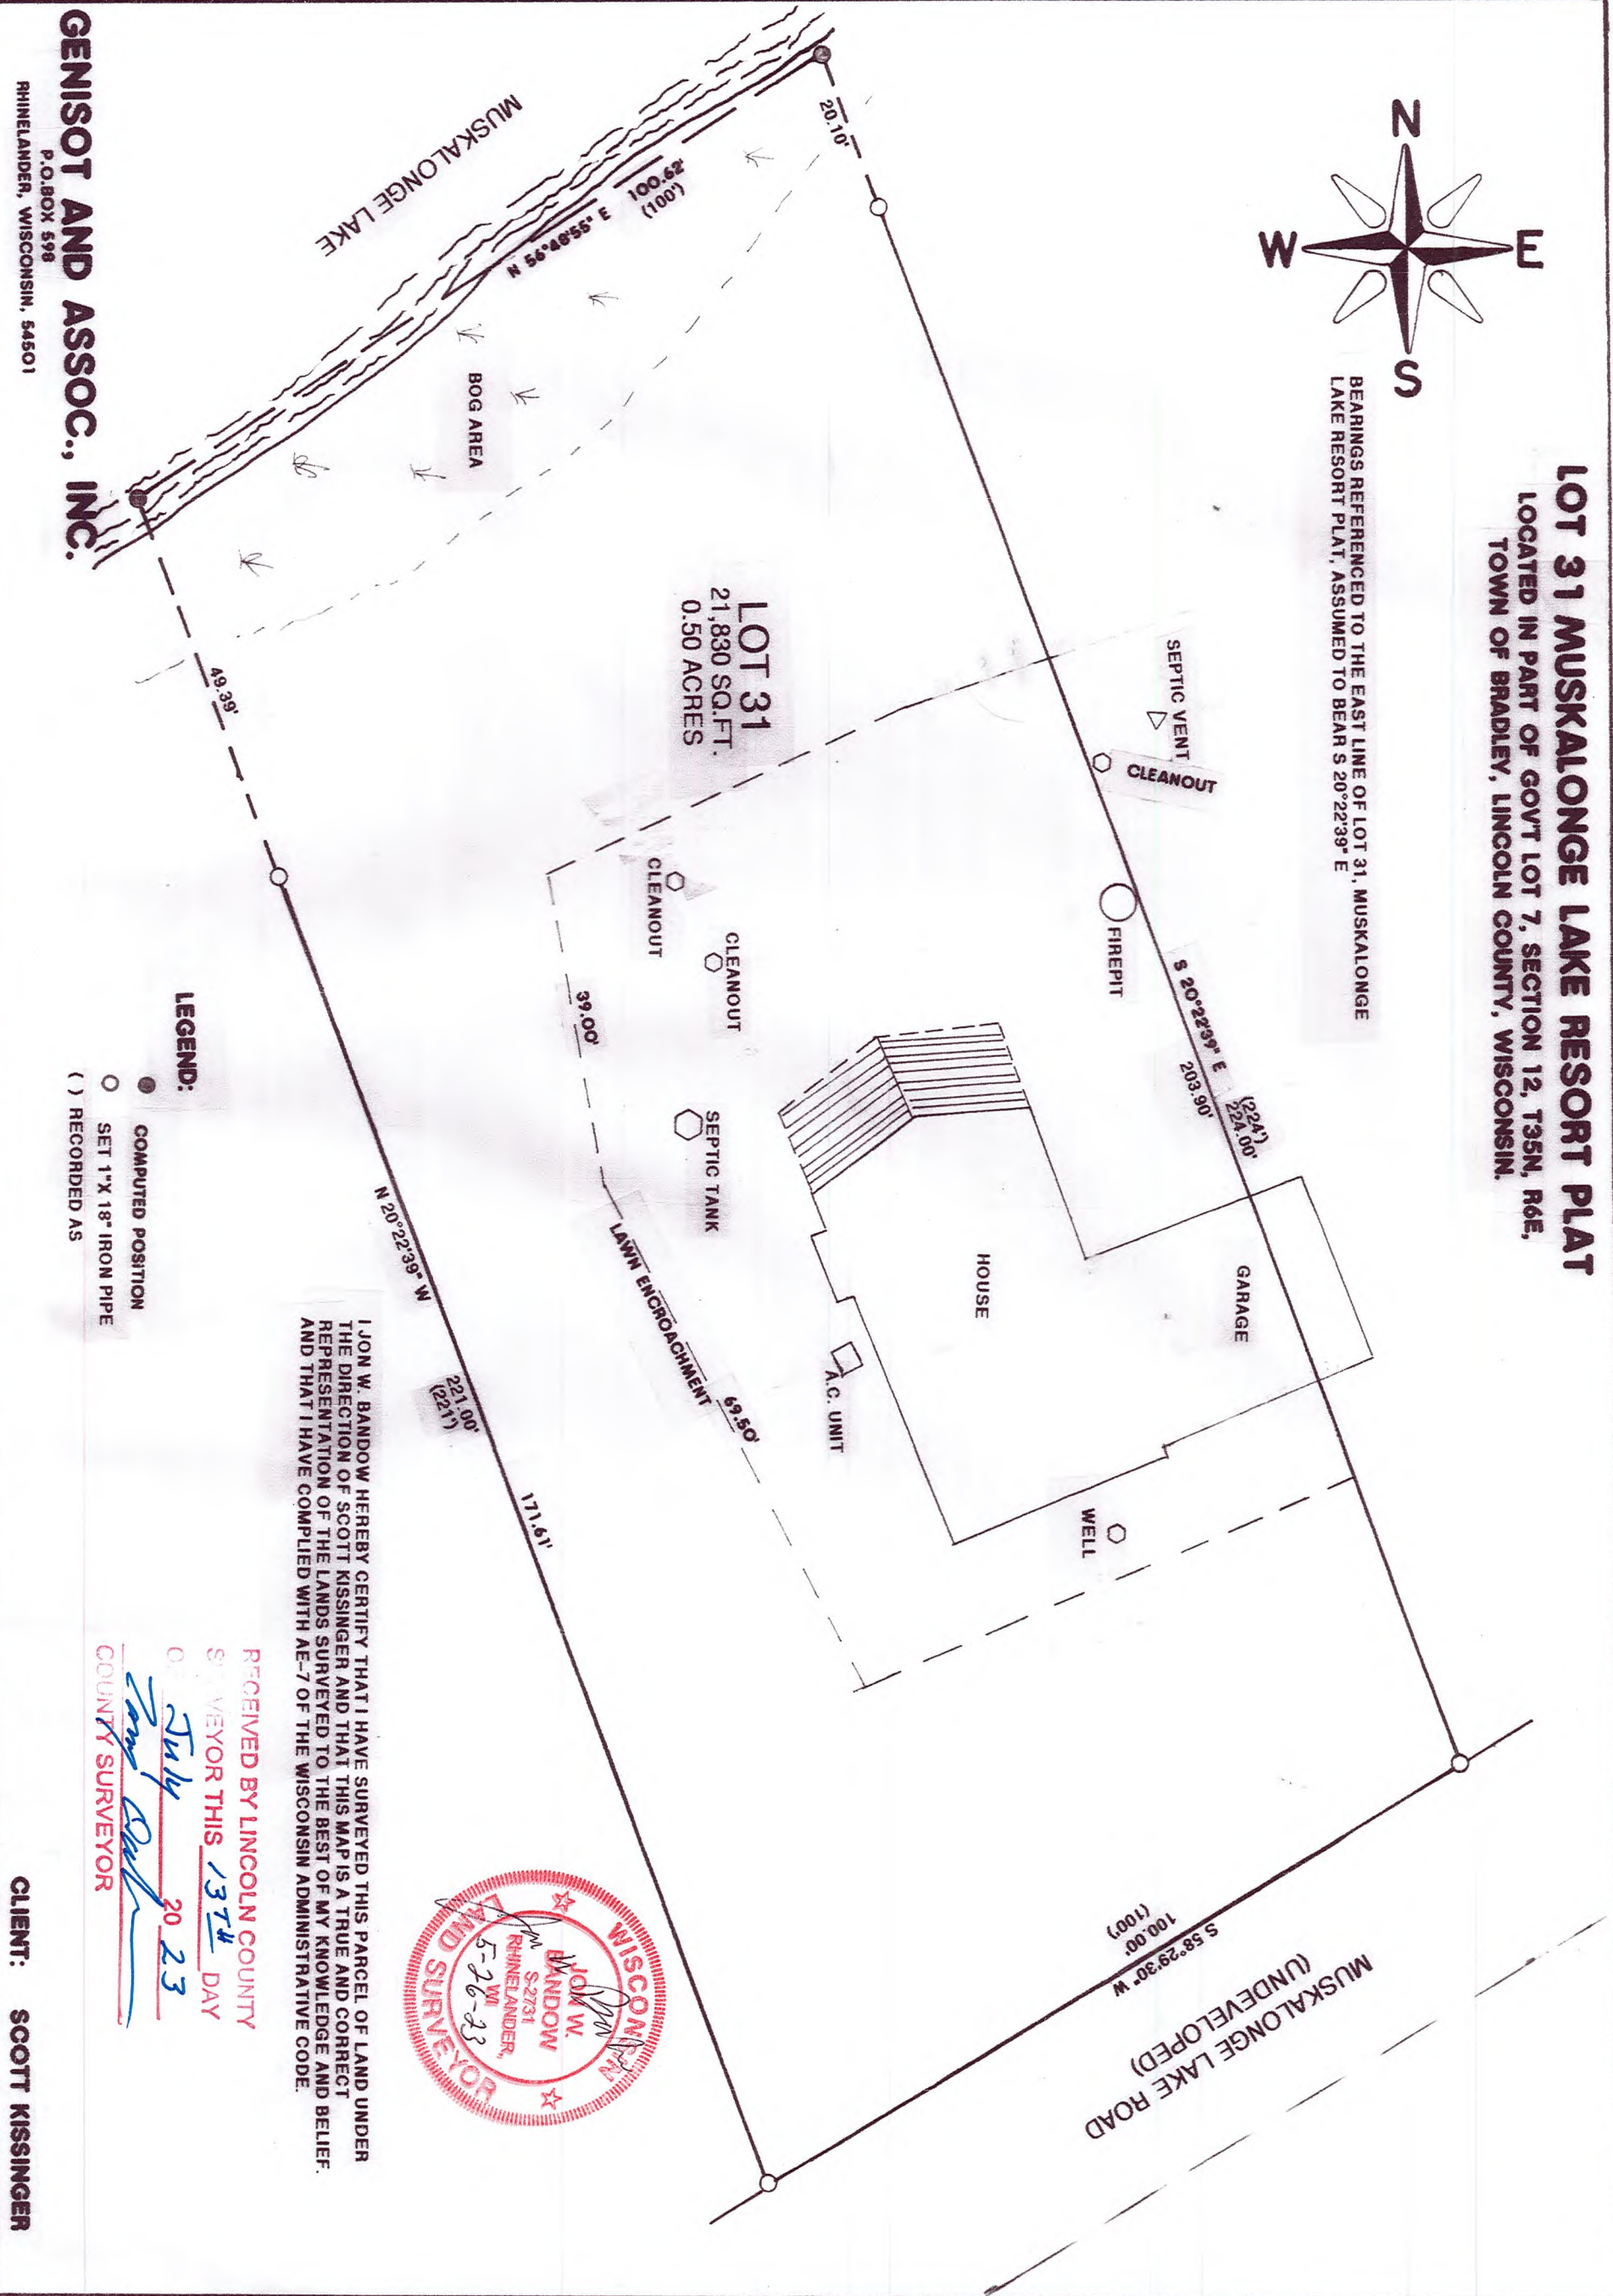 LOT 31 MUSKALONGE LAKE RESORT PLAT
LOCATED IN PART OF GOV'T LOT 7, SECTION 12, T35N, R6E,
TOWN OF BRADLEY, LINCOLN COUNTY, WISCONSIN.
N
E
W
S
BEARINGS REFERENCED TO THE EAST LINE OF LOT 31, MUSKALONGE
LAKE RESORT PLAT, ASSUMED TO BEAR S 20°22'39" E
SEPTIC VENT
CLEANOUT
FIREPIT
S 20°22'39" E
(224')
224.00'
203.90'
20.10'
GARAGE
HOUSE
A.C. UNIT
WELL
MUSKALONGE LAKE
100.62'
(100')
N 56°48'55" E
BOG AREA
LOT 31
21,830 SQ.FT.
0.50 ACRES
CLEANOUT
CLEANOUT
39.00'
SEPTIC TANK
LAWN ENCROACHMENT
69.50'
49.39'
N 20°22'39" W
221.00'
(221')
171.61'
S 58°29'30" W
100.00'
(100')
MUSKALONGE LAKE ROAD
(UNDEVELOPED)
LEGEND:
COMPUTED POSITION
SET 1"X 18" IRON PIPE
( ) RECORDED AS
I JON W. BANDOW HEREBY CERTIFY THAT I HAVE SURVEYED THIS PARCEL OF LAND UNDER
THE DIRECTION OF SCOTT KISSINGER AND THAT THIS MAP IS A TRUE AND CORRECT
REPRESENTATION OF THE LANDS SURVEYED TO THE BEST OF MY KNOWLEDGE AND BELIEF.
AND THAT I HAVE COMPLIED WITH AE-7 OF THE WISCONSIN ADMINISTRATIVE CODE.
WISCONSIN
JON W.
BANDOW
S-2731
RHINELANDER,
WI
5-26-23
LAND SURVEYOR
RECEIVED BY LINCOLN COUNTY
SURVEYOR THIS 13TH DAY
OF July 2023
COUNTY SURVEYOR
GENISOT AND ASSOC., INC.
P.O.BOX 598
RHINELANDER, WISCONSIN, 54501
CLIENT: SCOTT KISSINGER